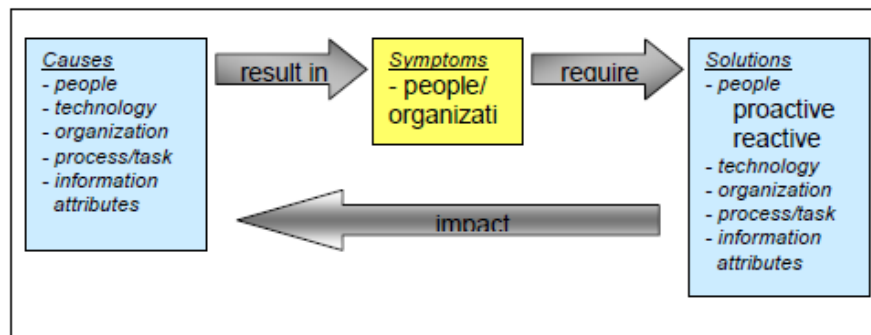 Causes
- people
- technology
- organization
- process/task
- information
attributes
result in
Symptoms
- people/
organizati
require
Solutions
- people
proactive
reactive
- technology
- organization
- process/task
- information
attributes
impact